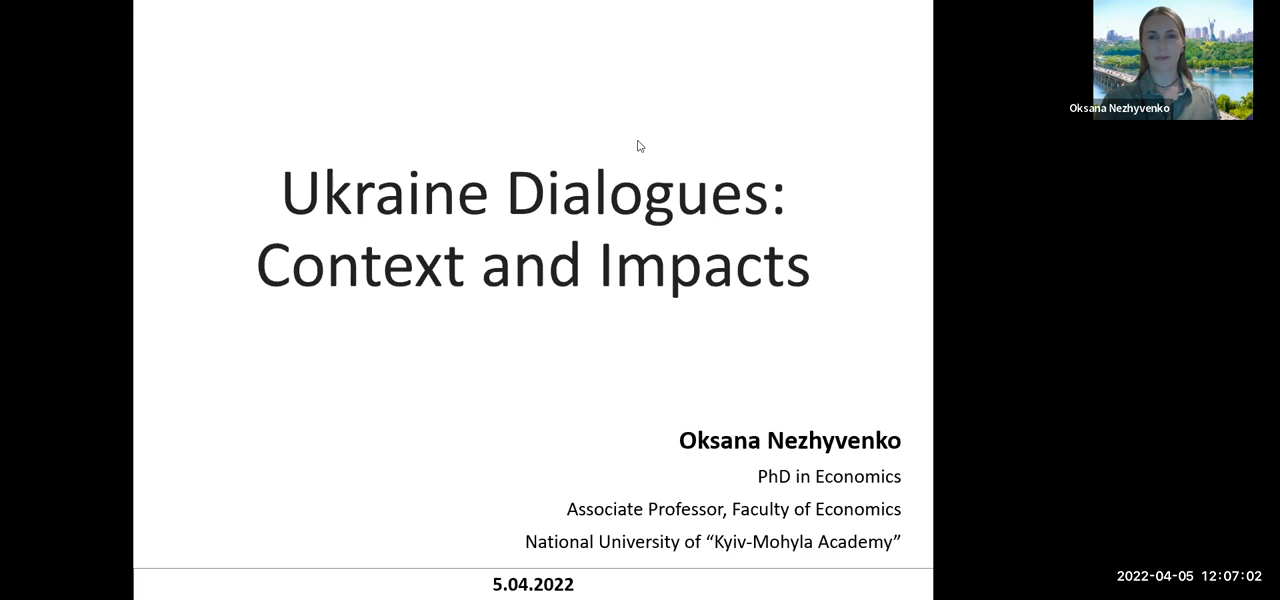 Ukraine Dialogues:
Context and Impacts
Oksana Nezhyvenko
PhD in Economics
Associate Professor, Faculty of Economics
National University of “Kyiv-Mohyla Academy”
5.04.2022
Oksana Nezhyvenko
2022-04-05 12:07:02